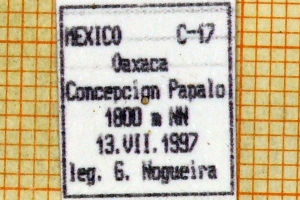 MEXICO C-17
Oaxaca
Concepcion Papalo
1800 m NN
13.VII.1997
leg. G. Nogueira